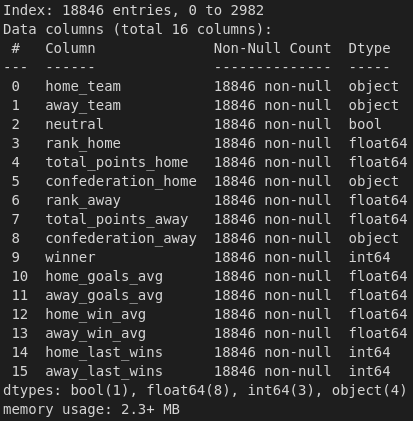 Index: 18846 entries, 0 to 2982
Data columns (total 16 columns):
 #   Column              Non-Null Count  Dtype
---  ------              --------------  -----
 0   home_team           18846 non-null  object
 1   away_team           18846 non-null  object
 2   neutral             18846 non-null  bool
 3   rank_home           18846 non-null  float64
 4   total_points_home   18846 non-null  float64
 5   confederation_home  18846 non-null  object
 6   rank_away           18846 non-null  float64
 7   total_points_away   18846 non-null  float64
 8   confederation_away  18846 non-null  object
 9   winner              18846 non-null  int64
 10  home_goals_avg      18846 non-null  float64
 11  away_goals_avg      18846 non-null  float64
 12  home_win_avg        18846 non-null  float64
 13  away_win_avg        18846 non-null  float64
 14  home_last_wins      18846 non-null  int64
 15  away_last_wins      18846 non-null  int64
dtypes: bool(1), float64(8), int64(3), object(4)
memory usage: 2.3+ MB